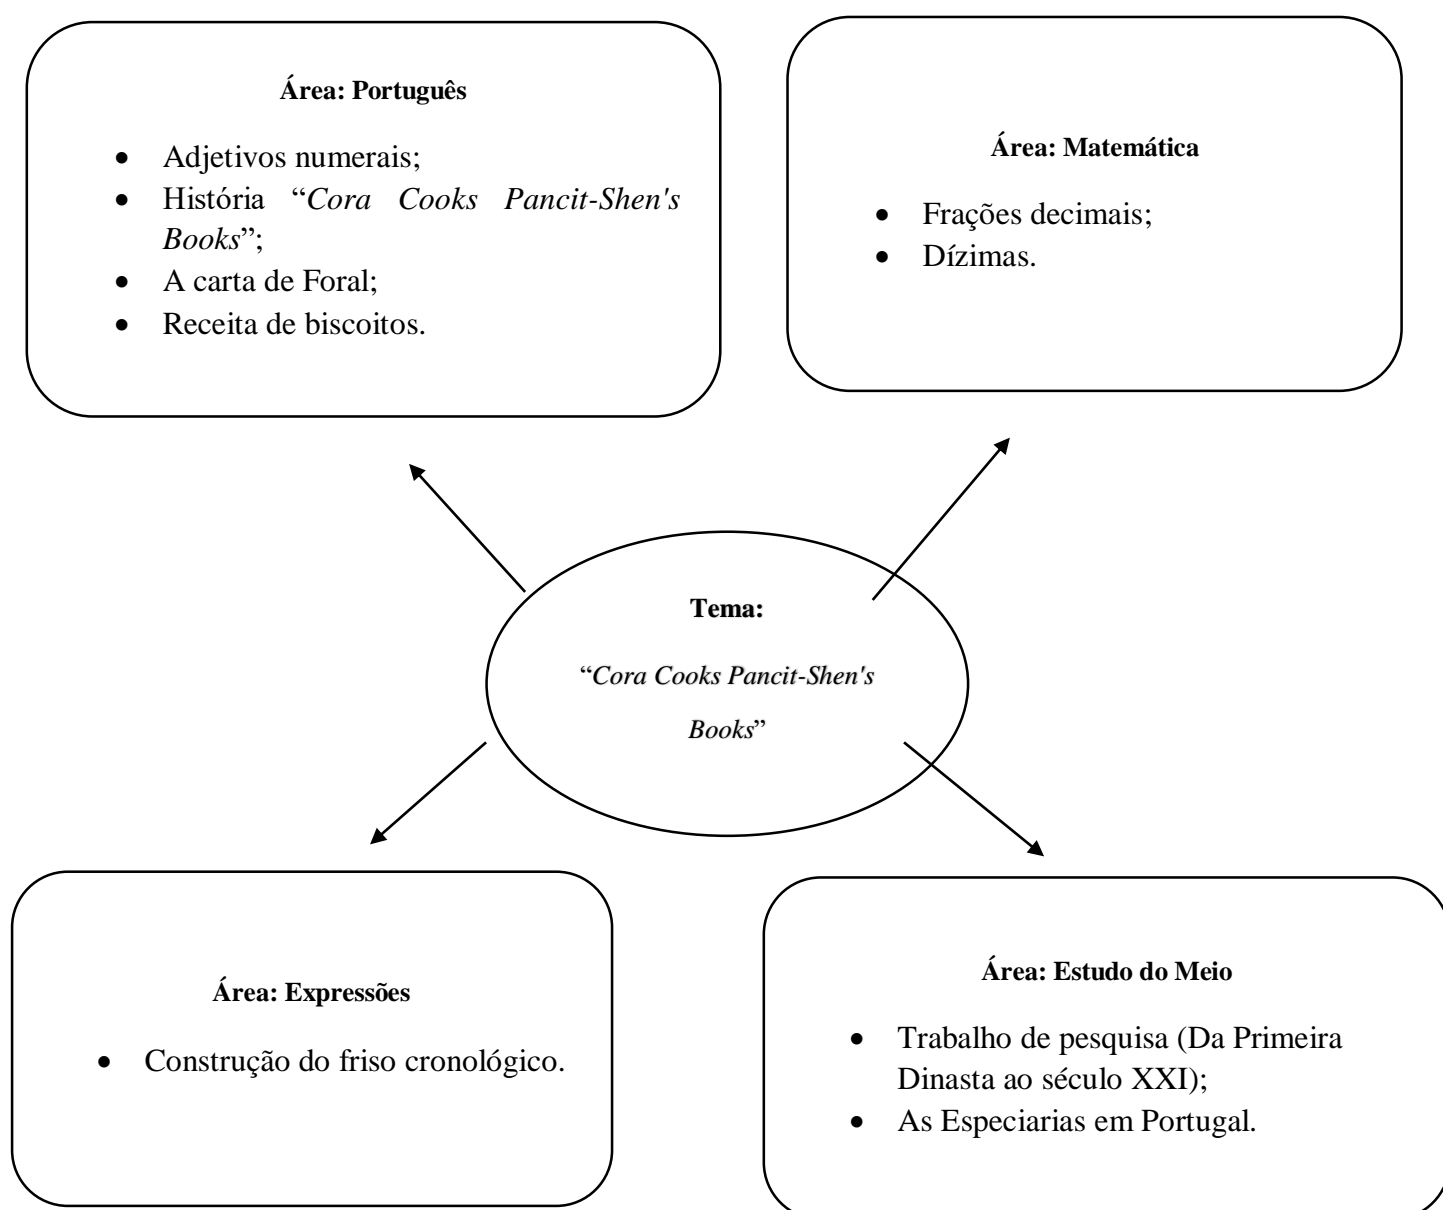 Área: Português
• Adjetivos numerais;
• História “Cora Cooks Pancit-Shen's
Books”;
• A carta de Foral;
• Receita de biscoitos.
Área: Matemática
• Frações decimais;
• Dízimas.
Tema:
“Cora Cooks Pancit-Shen's
Books”
Área: Expressões
• Construção do friso cronológico.
Área: Estudo do Meio
• Trabalho de pesquisa (Da Primeira
Dinasta ao século XXI);
• As Especiarias em Portugal.